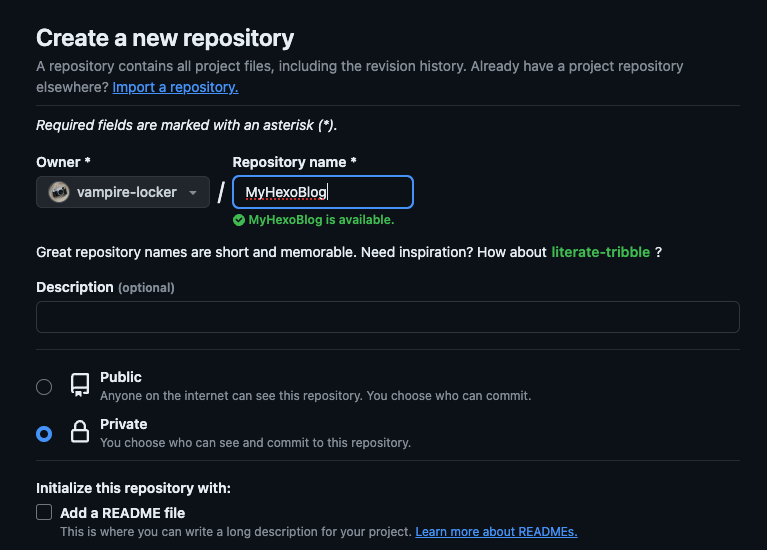 Create a new repository
A repository contains all project files, including the revision history. Already have a project repository
elsewhere? Import a repository.
Required fields are marked with an asterisk (*).
Owner * Repository name *
vampire-locker / MyHexoBlog
MyHexoBlog is available.
Great repository names are short and memorable. Need inspiration? How about literate-tribble ?
Description (optional)
Public
Anyone on the internet can see this repository. You choose who can commit.
Private
You choose who can see and commit to this repository.
Initialize this repository with:
Add a README file
This is where you can write a long description for your project. Learn more about READMEs.